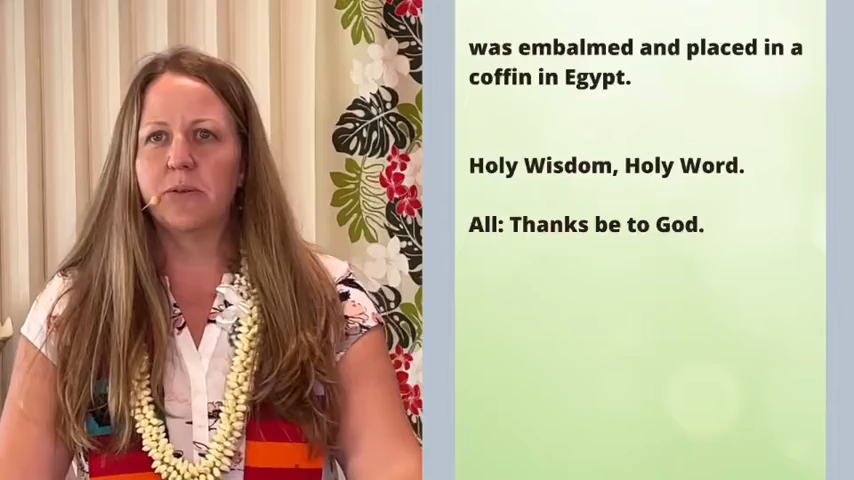 was embalmed and placed in a
coffin in Egypt.
Holy Wisdom, Holy Word.
All: Thanks be to God.